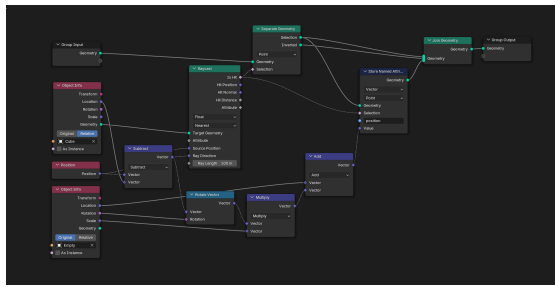 Group Input
Geometry
Object Info
Transform
Location
Rotation
Scale
Geometry
Original Relative
Cube
As Instance
Position
Position
Object Info
Transform
Location
Rotation
Scale
Geometry
Original Relative
Empty
As Instance
Subtract
Vector
Subtract
Vector
Vector
Raycast
Is Hit
Hit Position
Hit Normal
Hit Distance
Attribute
Float
Nearest
Target Geometry
Attribute
Source Position
Ray Direction
Ray Length
Rotate Vector
Vector
Vector
Rotation
Multiply
Vector
Multiply
Vector
Vector
Separate Geometry
Selection
Inverted
Point
Geometry
Selection
Add
Vector
Add
Vector
Vector
Store Named Attri...
Geometry
Vector
Point
Geometry
Selection
position
Value
Join Geometry
Geometry
Geometry
Group Output
Geometry